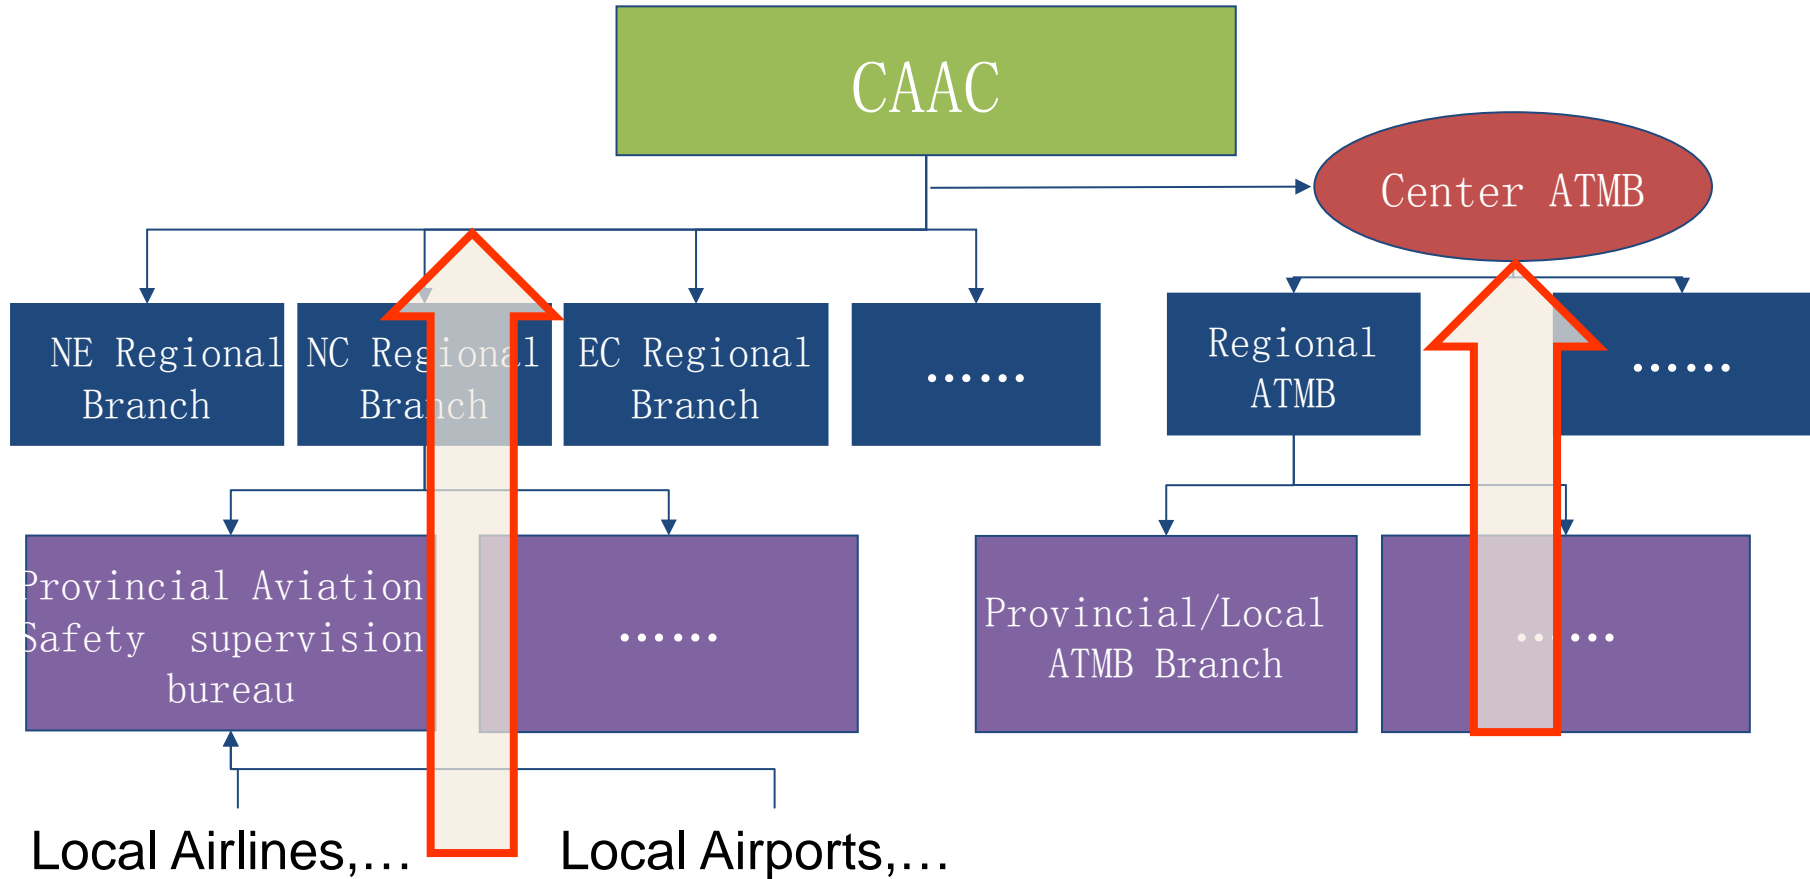 CAAC
Center ATMB
NE Regional
Branch
NC Regional
Branch
EC Regional
Branch
……
Regional
ATMB
……
Provincial Aviation
Safety supervision
bureau
……
Provincial/Local
ATMB Branch
……
Local Airlines,…
Local Airports,…